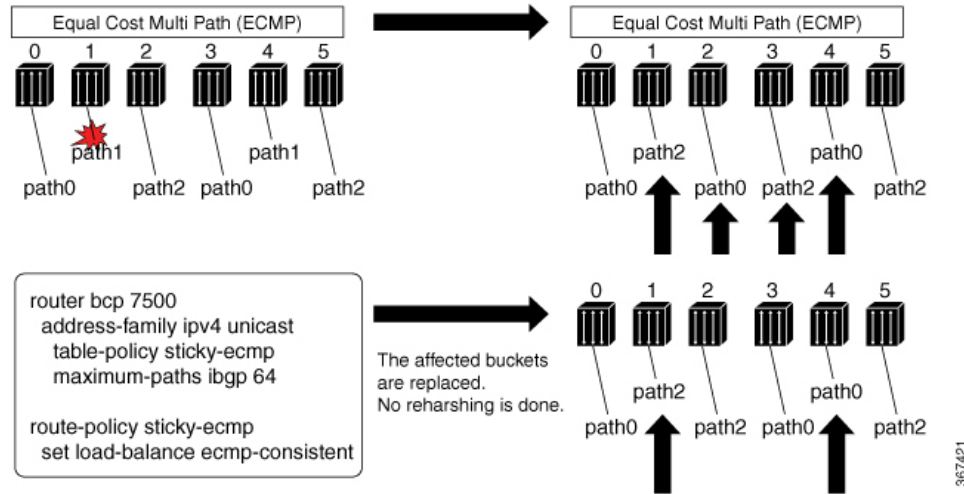 Equal Cost Multi Path (ECMP)
0 1 2 3 4 5
path1 path1
path0 path2 path0 path2
Equal Cost Multi Path (ECMP)
0 1 2 3 4 5
path2 path0
path0 path0 path2 path2
router bcp 7500
address-family ipv4 unicast
table-policy sticky-ecmp
maximum-paths ibgp 64
route-policy sticky-ecmp
set load-balance ecmp-consistent
The affected buckets
are replaced.
No reharshing is done.
0 1 2 3 4 5
path2 path0
path0 path2 path0 path2
367421